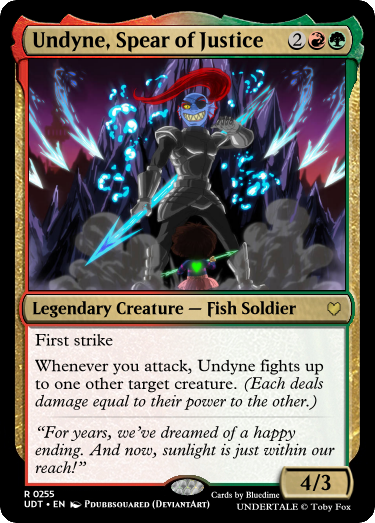 Undyne, Spear of Justice 2
Legendary Creature — Fish Soldier
First strike
Whenever you attack, Undyne fights up
to one other target creature. (Each deals
damage equal to their power to the other.)
“For years, we’ve dreamed of a happy
ending. And now, sunlight is just within our
reach!”
4/3
R 0255
UDT • EN Poubbsouared (DeviantArt)
Cards by Bluedime
UNDERTALE © Toby Fox